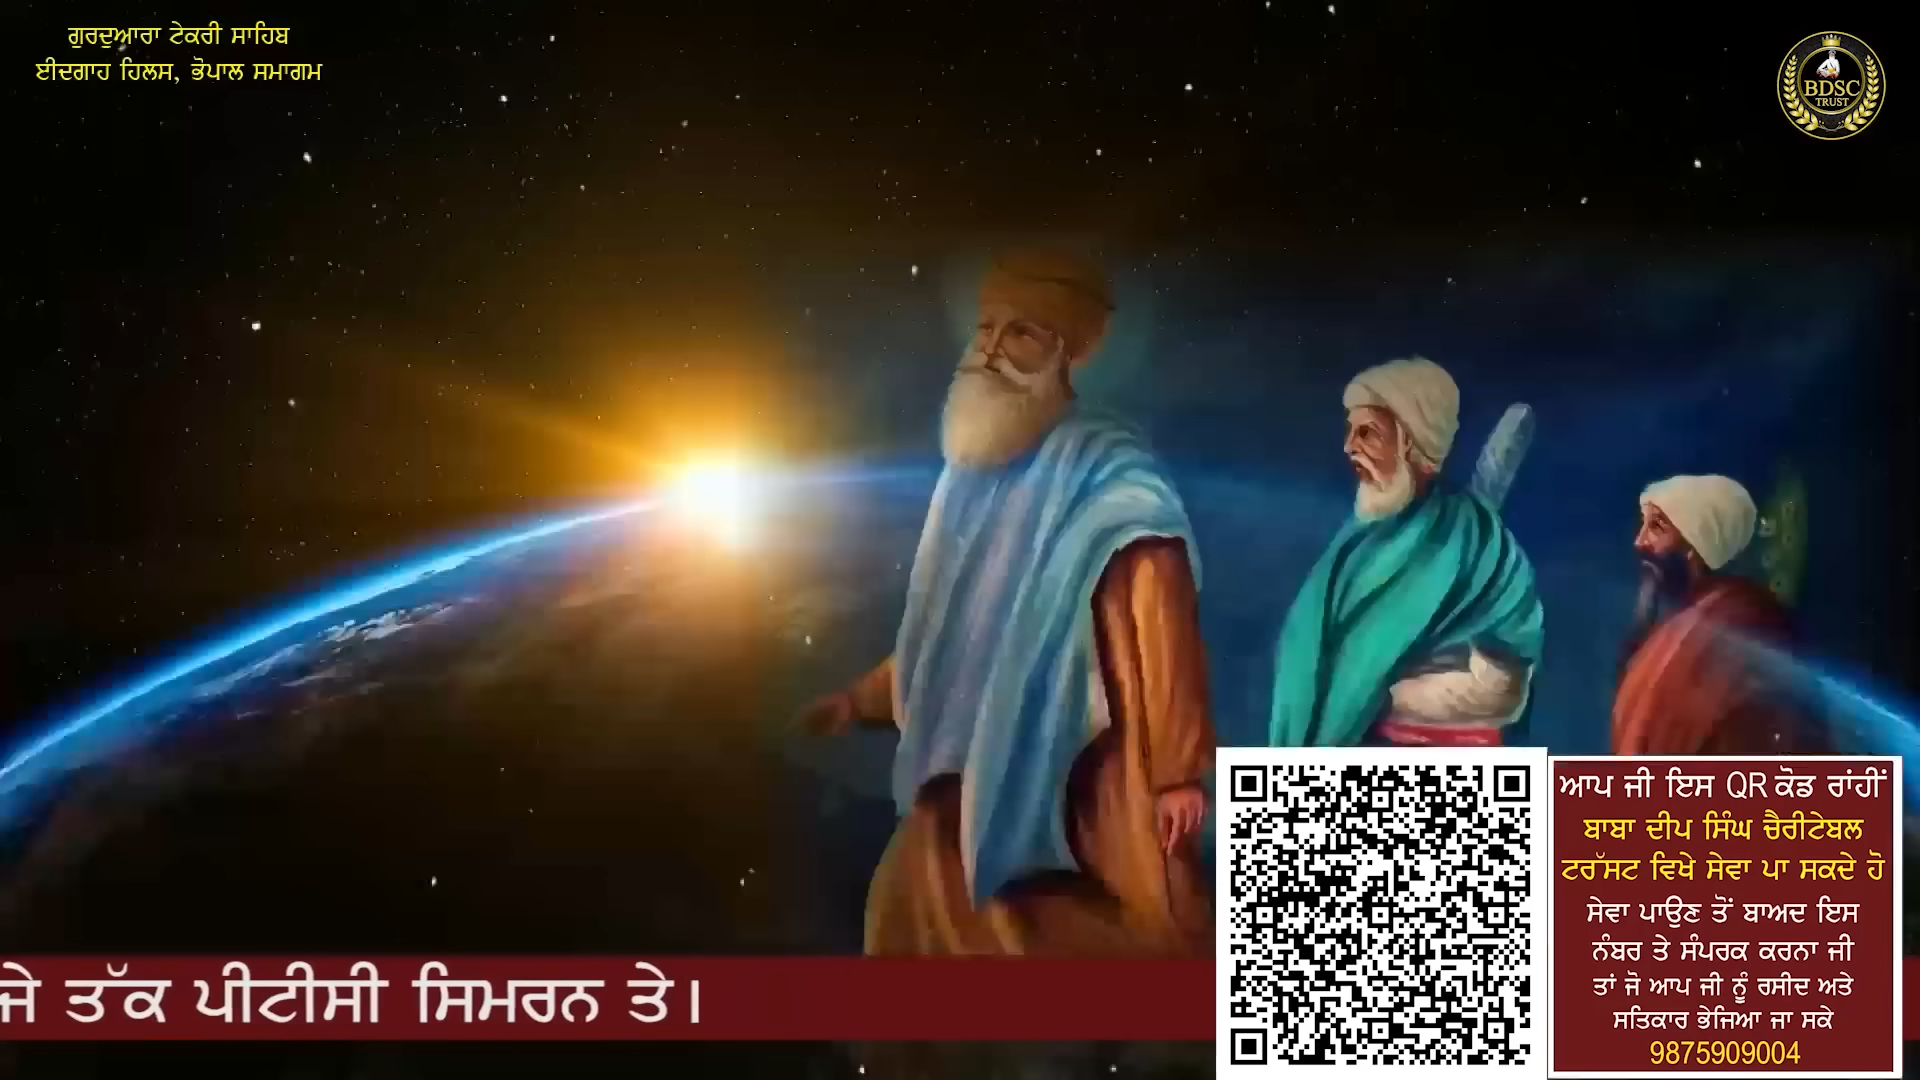 ਗੁਰਦੁਆਰਾ ਟੇਕਰੀ ਸਾਹਿਬ
ਈਦਗਾਹ ਹਿਲਸ, ਭੋਪਾਲ ਸਮਾਗਮ
BDSC
TRUST
ਆਪ ਜੀ ਇਸ QR ਕੋਡ ਰਾਂਹੀਂ
ਬਾਬਾ ਦੀਪ ਸਿੰਘ ਚੈਰੀਟੇਬਲ
ਟਰੱਸਟ ਵਿਖੇ ਸੇਵਾ ਪਾ ਸਕਦੇ ਹੋ
ਸੇਵਾ ਪਾਉਣ ਤੋਂ ਬਾਅਦ ਇਸ
ਨੰਬਰ ਤੇ ਸੰਪਰਕ ਕਰਨਾ ਜੀ
ਤਾਂ ਜੋ ਆਪ ਜੀ ਨੂੰ ਰਸੀਦ ਅਤੇ
ਸਤਿਕਾਰ ਭੇਜਿਆ ਜਾ ਸਕੇ
9875909004
ਜੇ ਤੱਕ ਪੀਟੀਸੀ ਸਿਮਰਨ ਤੇ।